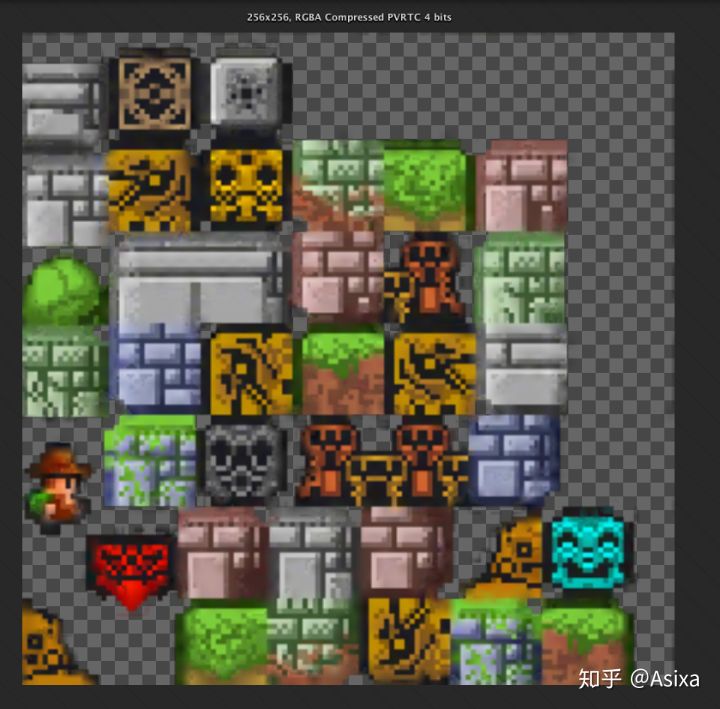 256x256, RGBA Compressed PVRTC 4 bits
知乎 @Asixa